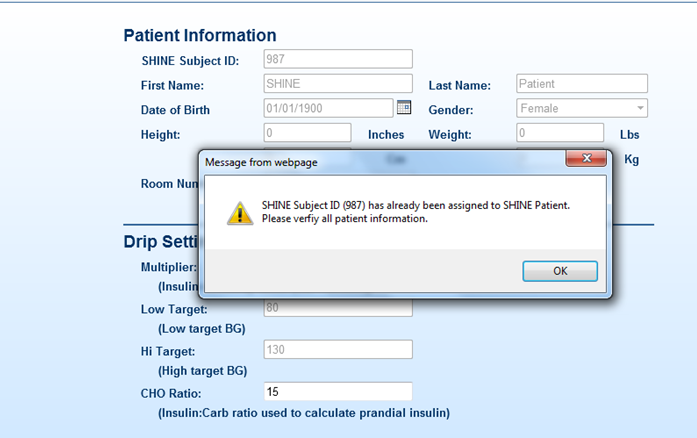 Patient Information
SHINE Subject ID: 987
First Name: SHINE Last Name: Patient
Date of Birth 01/01/1900 Gender: Female
Height: 0 Inches Weight: 0 Lbs
Message from webpage
Kg
Room Num
SHINE Subject ID (987) has already been assigned to SHINE Patient.
Please verfiy all patient information.
OK
Drip Setti
Multiplier:
(Insulin
Low Target: 80
(Low target BG)
Hi Target: 130
(High target BG)
CHO Ratio: 15
(Insulin:Carb ratio used to calculate prandial insulin)